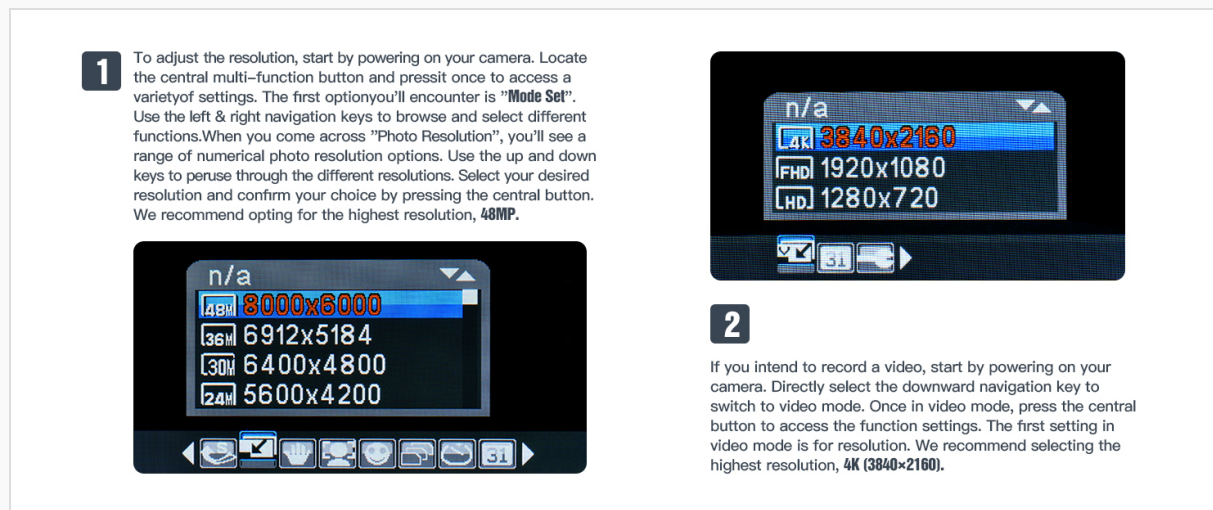 1
To adjust the resolution, start by powering on your camera. Locate
the central multi-function button and pressit once to access a
varietyof settings. The first optionyou'll encounter is "Mode Set".
Use the left & right navigation keys to browse and select different
functions.When you come across "Photo Resolution", you'll see a
range of numerical photo resolution options. Use the up and down
keys to peruse through the different resolutions. Select your desired
resolution and confirm your choice by pressing the central button.
We recommend opting for the highest resolution, 48MP.
n/a
48M 8000x6000
36M 6912x5184
30M 6400x4800
24M 5600x4200
S
31
n/a
4K 3840x2160
FHD 1920x1080
HD 1280x720
31
2
If you intend to record a video, start by powering on your
camera. Directly select the downward navigation key to
switch to video mode. Once in video mode, press the central
button to access the function settings. The first setting in
video mode is for resolution. We recommend selecting the
highest resolution, 4K (3840×2160).